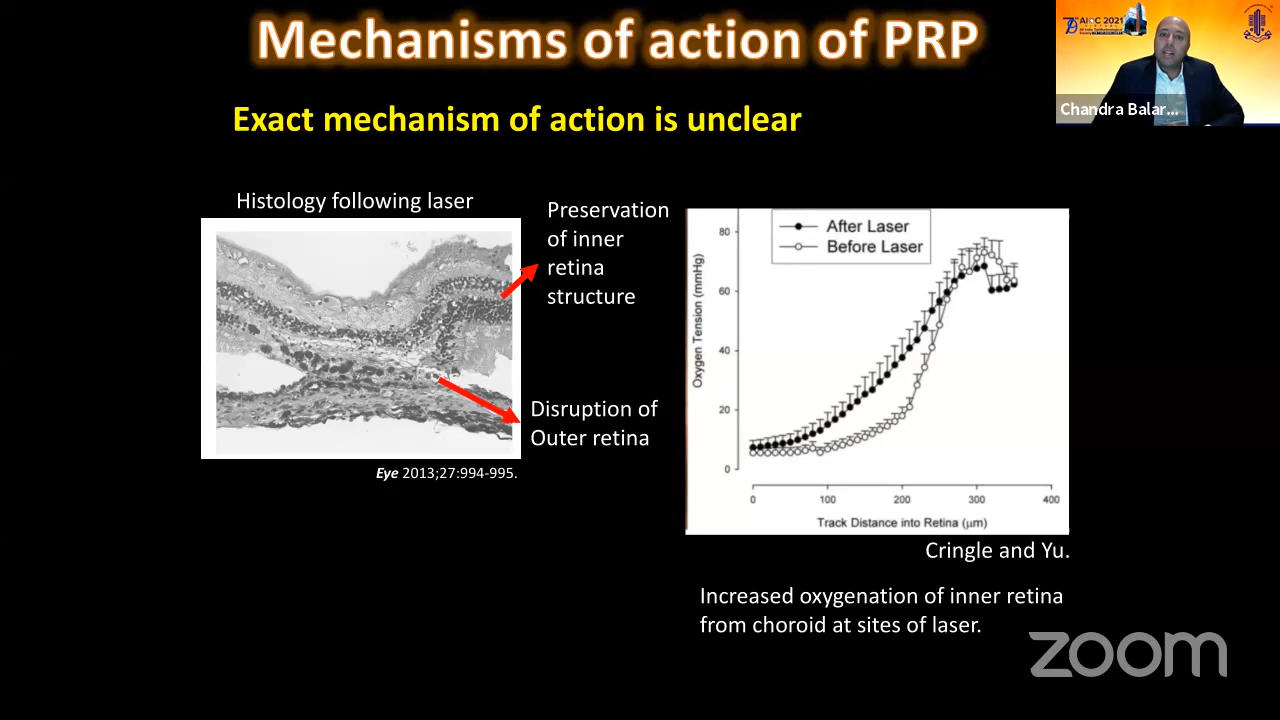 Mechanisms of action of PRP
AIOC 2021
Chandra Balar...
Exact mechanism of action is unclear
Histology following laser
Preservation
of inner
retina
structure
Disruption of
Outer retina
Eye 2013;27:994-995.
After Laser
Before Laser
Oxygen Tension (mmHg)
80
60
40
20
0
0 100 200 300 400
Track Distance into Retina (μm)
Cringle and Yu.
Increased oxygenation of inner retina
from choroid at sites of laser.
zoom